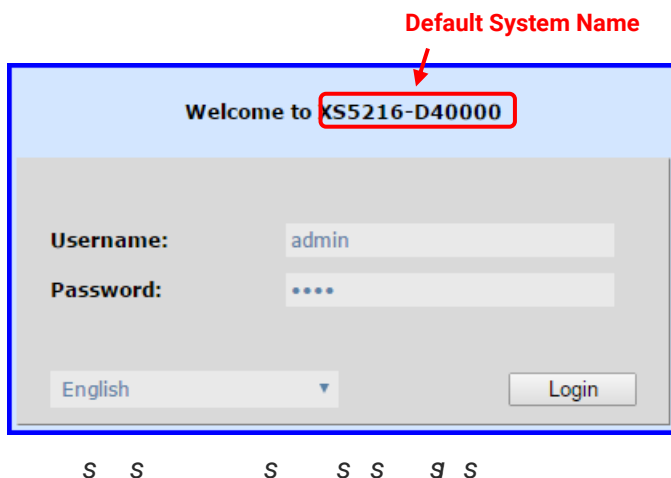 Default System Name
Welcome to XS5216-D40000
Username:
admin
Password:
••••
English
Login